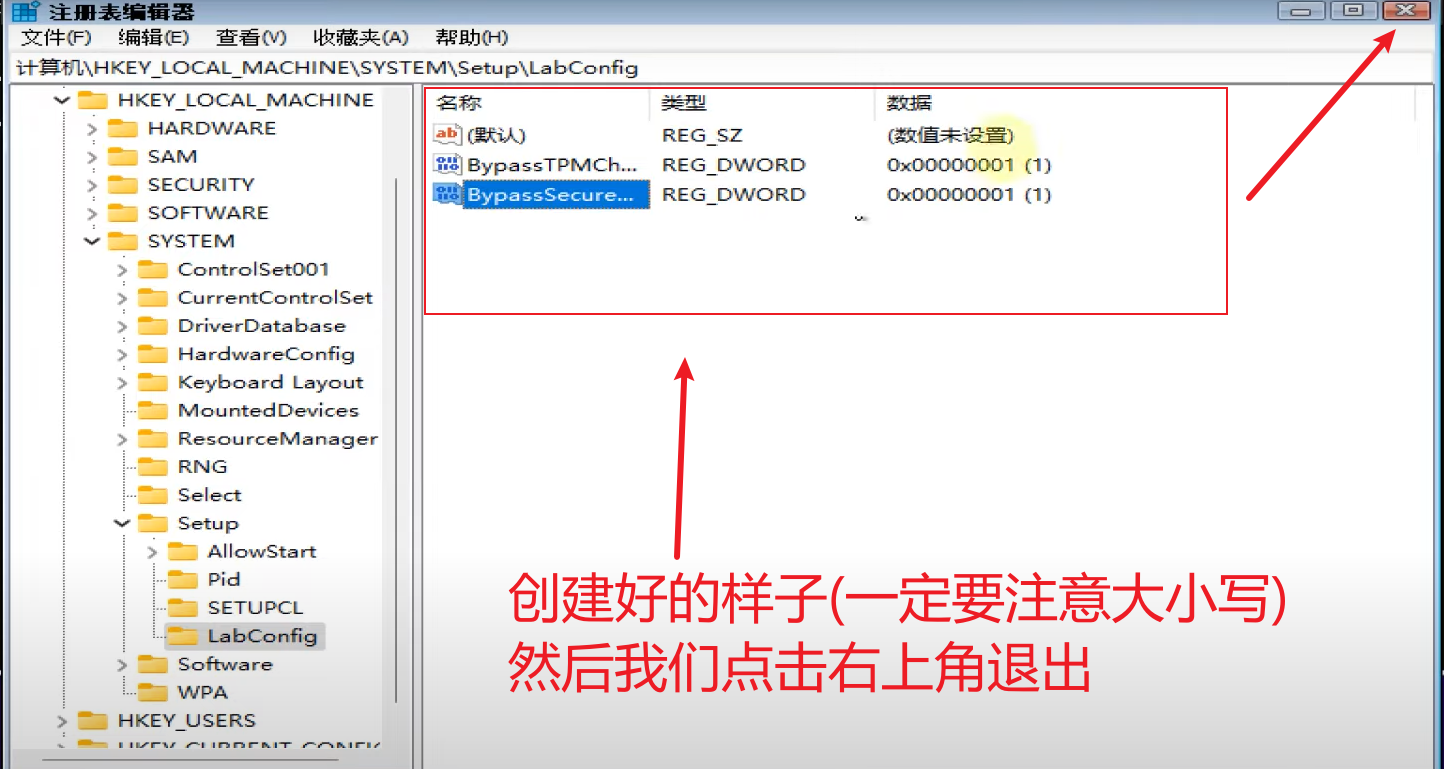 注册表编辑器
文件(F) 编辑(E) 查看(V) 收藏夹(A) 帮助(H)
计算机\HKEY_LOCAL_MACHINE\SYSTEM\Setup\LabConfig
HKEY_LOCAL_MACHINE
HARDWARE
SAM
SECURITY
SOFTWARE
SYSTEM
ControlSet001
CurrentControlSet
DriverDatabase
HardwareConfig
Keyboard Layout
MountedDevices
ResourceManager
RNG
Select
Setup
AllowStart
Pid
SETUPCL
LabConfig
Software
WPA
HKEY_USERS
HKEY_CURRENT_CONFIG
名称 类型 数据
(默认) REG_SZ (数值未设置)
BypassTPMCh... REG_DWORD 0x00000001 (1)
BypassSecure... REG_DWORD 0x00000001 (1)
创建好的样子(一定要注意大小写)
然后我们点击右上角退出